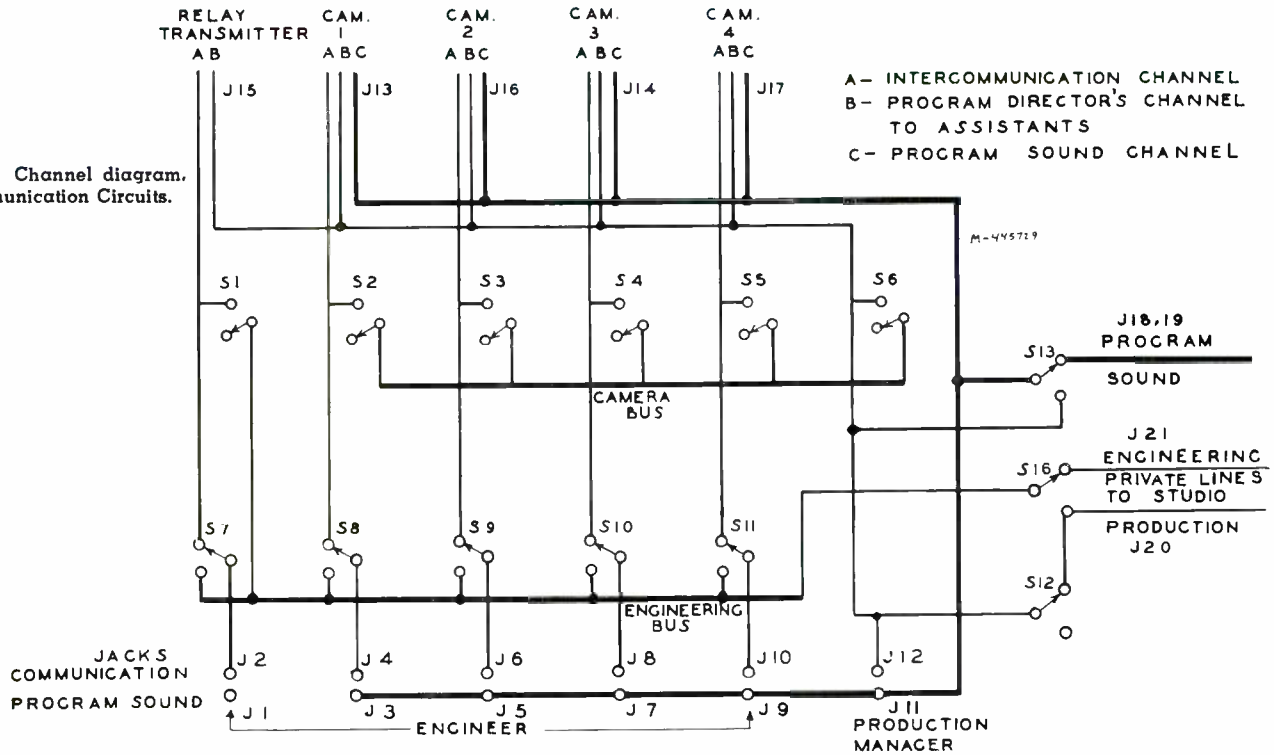 RELAY TRANSMITTER
A B
CAM. 1
A B C
CAM. 2
A B C
CAM. 3
A B C
CAM. 4
A B C
J15
J13
J16
J14
J17
A- INTERCOMMUNICATION CHANNEL
B- PROGRAM DIRECTOR'S CHANNEL
TO ASSISTANTS
C- PROGRAM SOUND CHANNEL
Channel diagram.
unication Circuits.
M-445729
S1
S2
S3
S4
S5
S6
J18,19
PROGRAM
SOUND
S13
CAMERA
BUS
J21
ENGINEERING
S16
PRIVATE LINES
TO STUDIO
PRODUCTION
J20
S7
S8
S9
S10
S11
S12
ENGINEERING
BUS
JACKS
COMMUNICATION
J2
J4
J6
J8
J10
J12
PROGRAM SOUND
J1
J3
J5
J7
J9
J11
ENGINEER
PRODUCTION
MANAGER